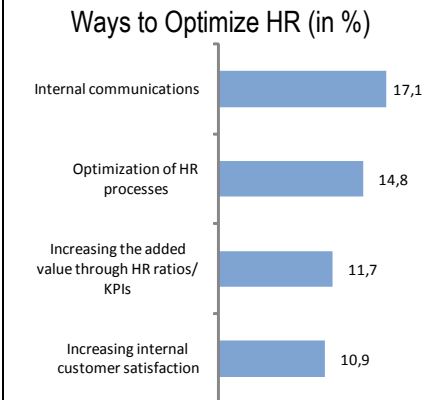 Ways to Optimize HR (in %)
Internal communications
17,1
Optimization of HR
processes
14,8
Increasing the added
value through HR ratios/
KPIs
11,7
Increasing internal
customer satisfaction
10,9